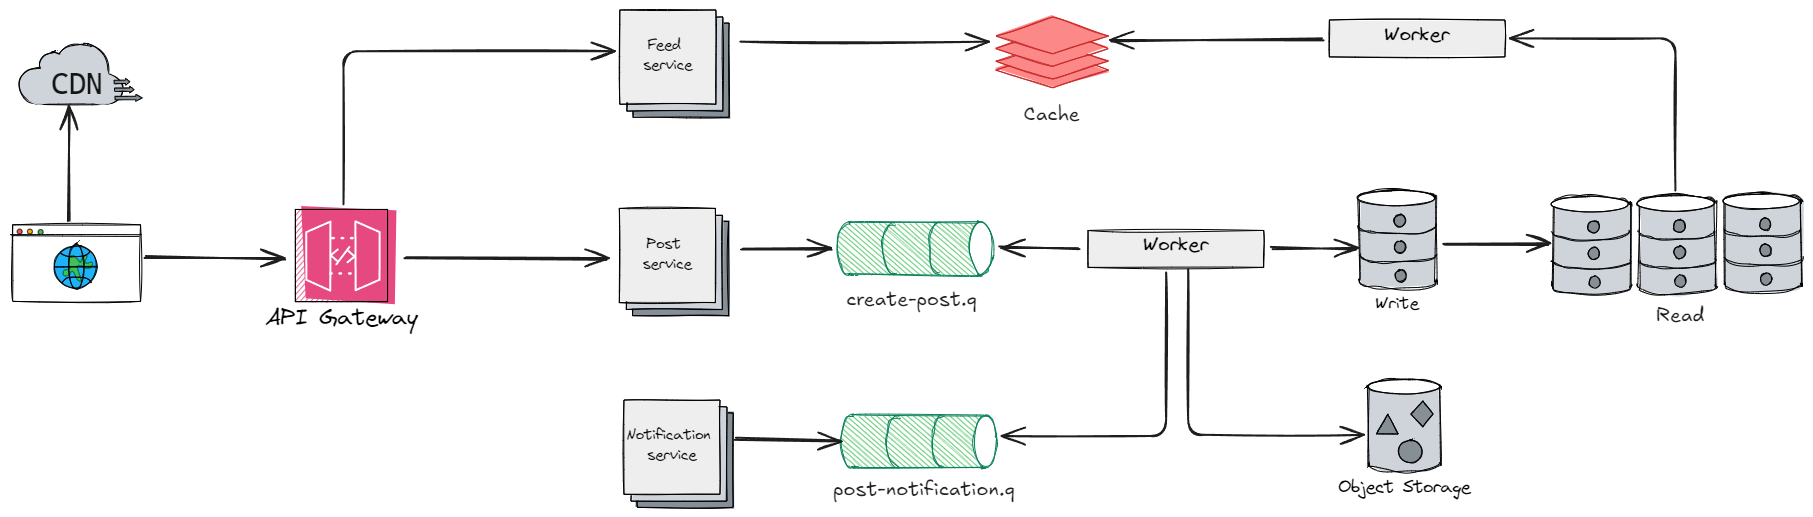 CDN
Feed
service
Cache
Worker
API Gateway
Post
service
create-post.q
Worker
Write
Read
Notification
service
post-notification.q
Object Storage